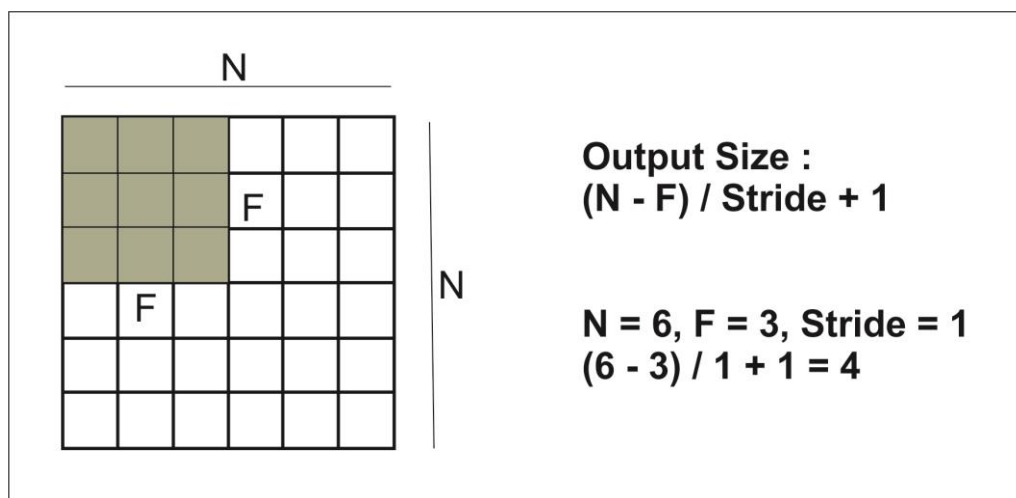 N
F
F
N
Output Size :
(N - F) / Stride + 1
N = 6, F = 3, Stride = 1
(6 - 3) / 1 + 1 = 4